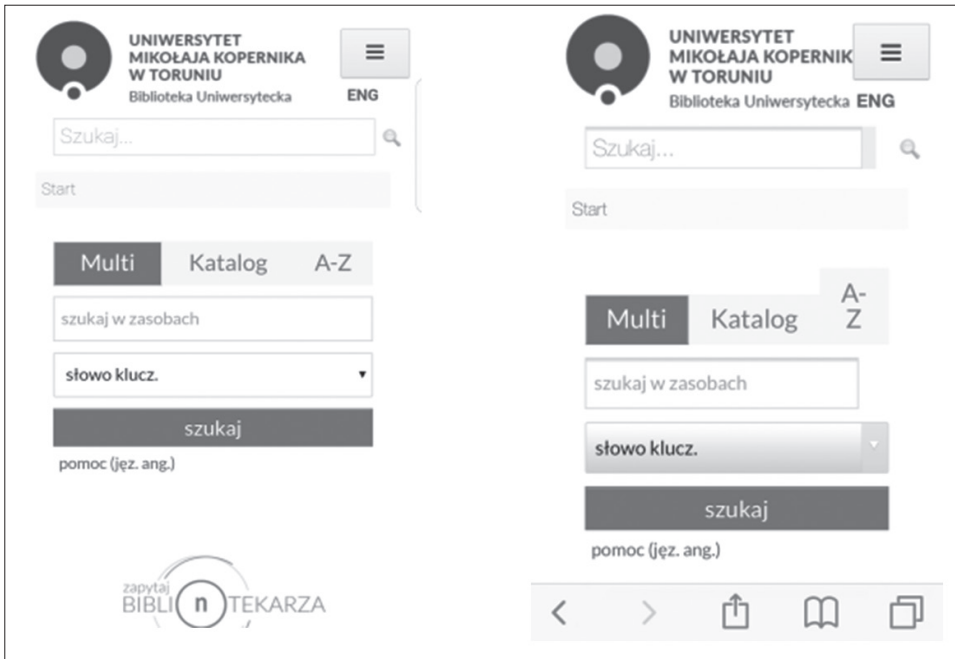 UNIWERSYTET
MIKOŁAJA KOPERNIKA
W TORUNIU
Biblioteka Uniwersytecka
ENG
Szukaj...
Start
Multi Katalog A-Z
szukaj w zasobach
słowo klucz.
szukaj
pomoc (jęz. ang.)
zapytaj
BIBLI n TEKARZA
UNIWERSYTET
MIKOŁAJA KOPERNIK
W TORUNIU
Biblioteka Uniwersytecka ENG
Szukaj...
Start
A-
Multi Katalog Z
szukaj w zasobach
słowo klucz.
szukaj
pomoc (jęz. ang.)